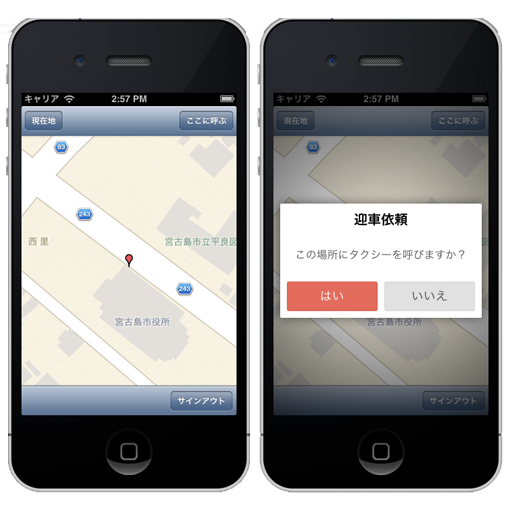 キャリア 2:57 PM
現在地 ここに呼ぶ
83
243
西里 宮古島市立平良図
243
宮古島市役所
サインアウト
キャリア 2:57 PM
現在地 ここに呼ぶ
83
迎車依頼
この場所にタクシーを呼びますか？
はい いいえ
宮古島市役所
サインアウト